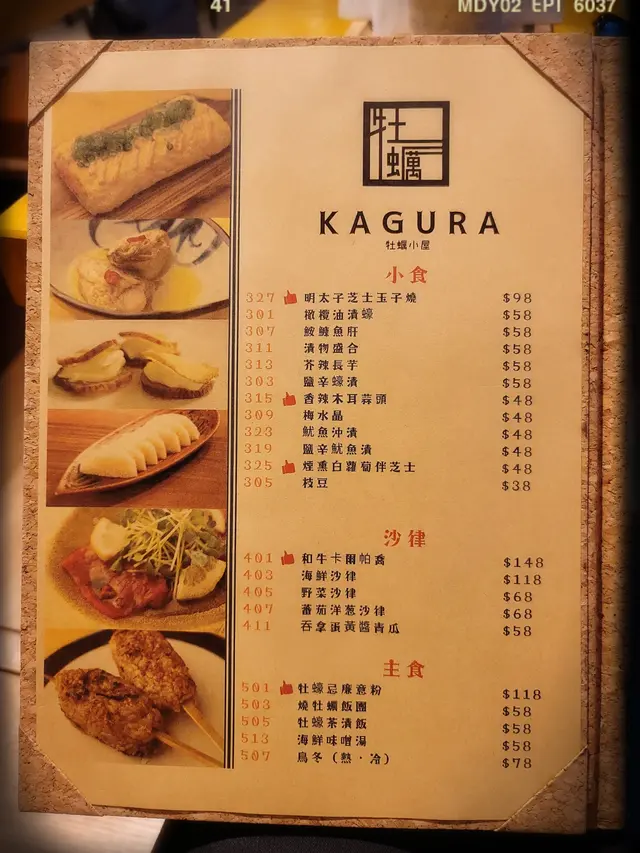 41
MDY02 EPT 6037
牡蠣
KAGURA
牡蠣小屋
小食
327 明太子芝士玉子燒 $98
301 橄欖油漬蠔 $58
307 鮟鱇魚肝 $58
311 漬物盛合 $58
313 芥辣長芋 $58
303 鹽辛蠔漬 $58
315 香辣木耳蒜頭 $48
309 梅水晶 $48
323 魷魚沖漬 $48
319 鹽辛魷魚漬 $48
325 煙熏白蘿蔔伴芝士 $48
305 枝豆 $38
沙律
401 和牛卡爾帕喬 $148
403 海鮮沙律 $118
405 野菜沙律 $68
407 蕃茄洋葱沙律 $68
411 吞拿蛋黃醬青瓜 $58
主食
501 牡蠔忌廉意粉 $118
503 燒牡蠣飯團 $58
505 牡蠔茶漬飯 $58
513 海鮮味噌湯 $58
507 烏冬（熱・冷） $78